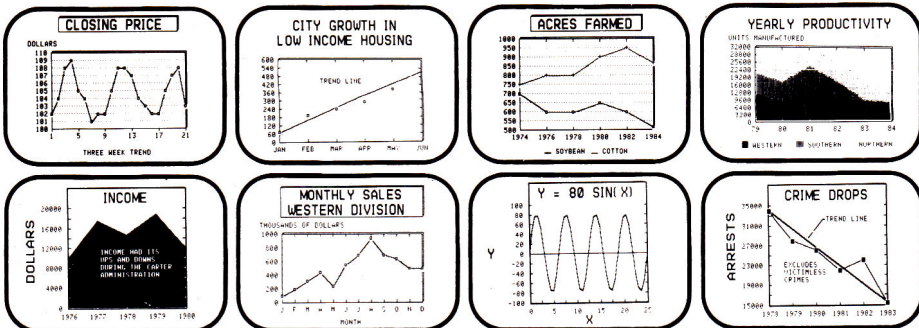 CLOSING PRICE
DOLLARS
110
109
108
107
106
105
104
103
102
101
100
1 5 9 13 17 21
THREE WEEK TREND
CITY GROWTH IN
LOW INCOME HOUSING
600
540
480
420
360
300
240
180
120
60
0
TREND LINE
JAN FEB MAR APR MAY JUN
ACRES FARMED
1000
950
900
850
800
750
700
650
600
550
500
1974 1976 1978 1980 1982 1984
SOYBEAN COTTON
YEARLY PRODUCTIVITY
UNITS MANUFACTURED
32000
28800
25600
22400
19200
16000
12800
9600
6400
3200
0
79 80 81 82 83 84
WESTERN SOUTHERN NORTHERN
INCOME
DOLLARS
20000
16000
12000
8000
4000
0
INCOME HAD ITS
UPS AND DOWNS
DURING THE CARTER
ADMINISTRATION
1976 1977 1978 1979 1980
MONTHLY SALES
WESTERN DIVISION
THOUSANDS OF DOLLARS
1000
800
600
400
200
0
J F M A M J J A S O N D
MONTH
Y = 80 SIN(X)
Y
100
80
60
40
20
0
-20
-40
-60
-80
-100
0 5 10 15 20 25
X
CRIME DROPS
ARRESTS
35000
31000
27000
23000
19000
15000
TREND LINE
EXCLUDES
VICTIMLESS
CRIMES
1978 1979 1980 1981 1982 1983